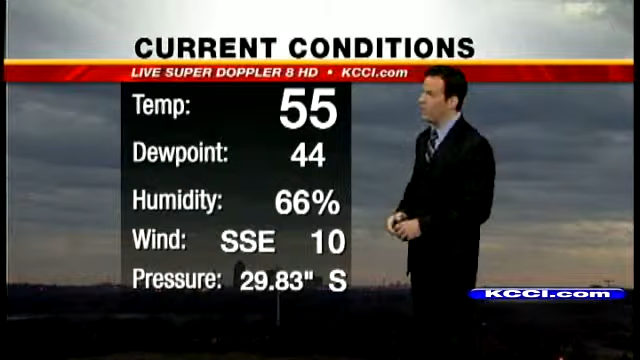 CURRENT CONDITIONS
LIVE SUPER DOPPLER 8 HD • KCCI.com
Temp: 55
Dewpoint: 44
Humidity: 66%
Wind: SSE 10
Pressure: 29.83" S
KCCI.com